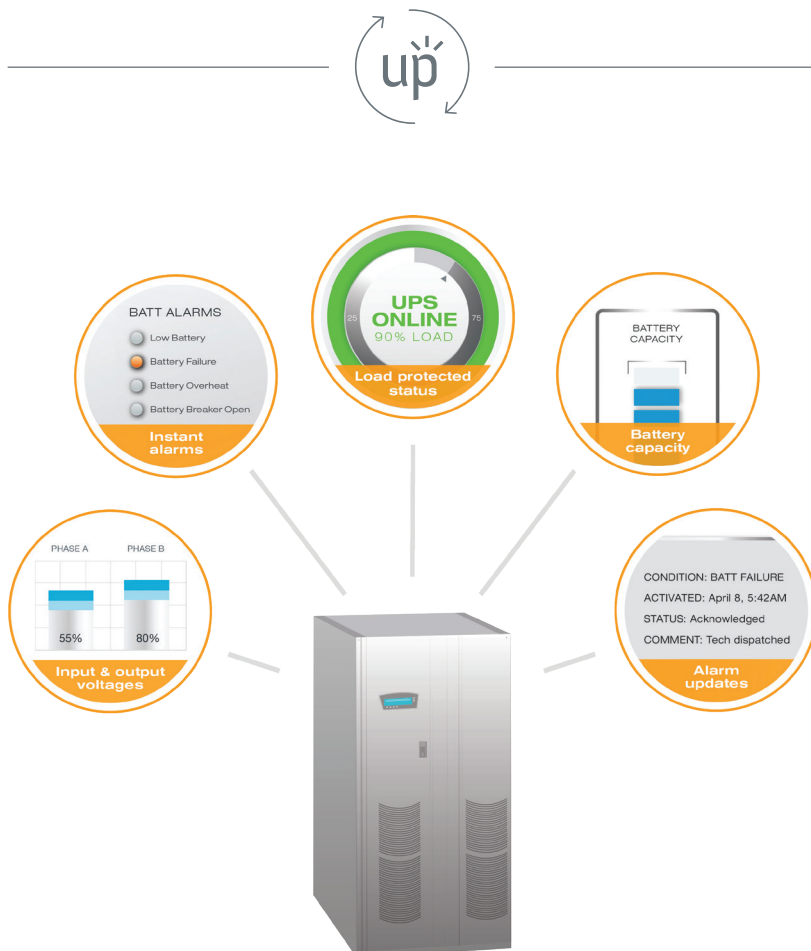 up
UPS
ONLINE
90% LOAD
25
75
Load protected
status
BATT ALARMS
Low Battery
Battery Failure
Battery Overheat
Battery Breaker Open
Instant
alarms
BATTERY
CAPACITY
Battery
capacity
PHASE A
PHASE B
55%
80%
Input & output
voltages
CONDITION: BATT FAILURE
ACTIVATED: April 8, 5:42AM
STATUS: Acknowledged
COMMENT: Tech dispatched
Alarm
updates